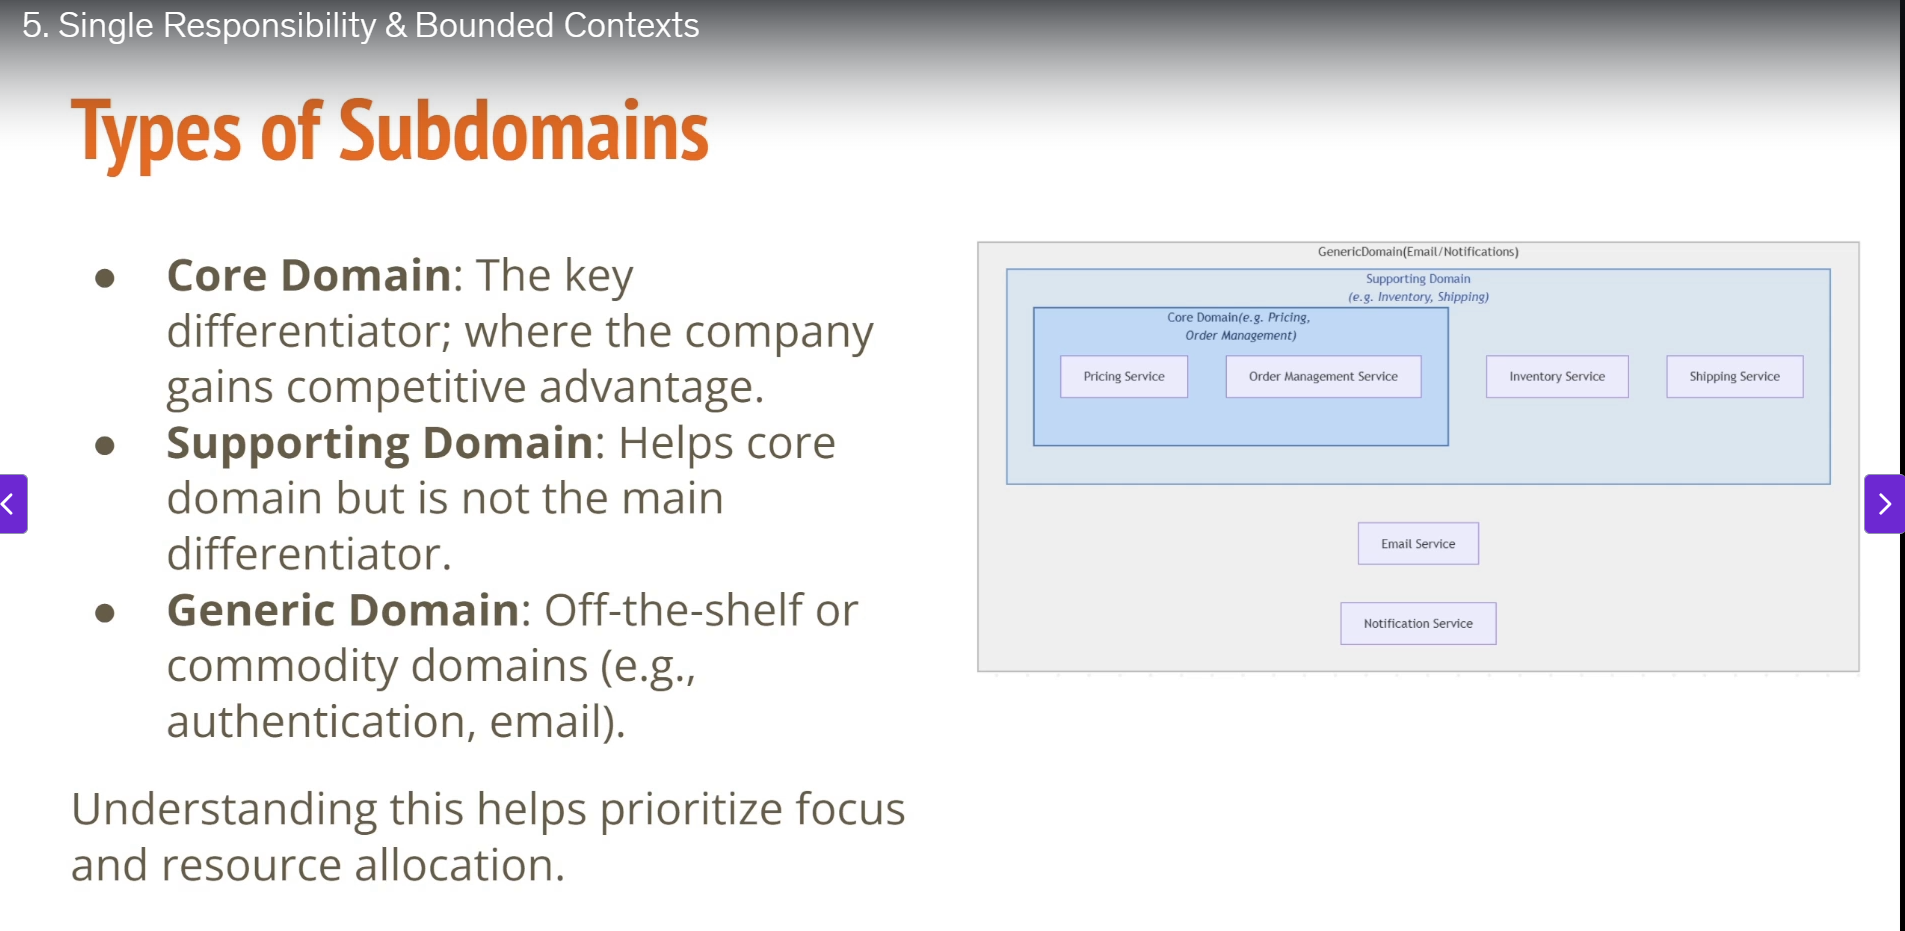 5. Single Responsibility & Bounded Contexts
Types of Subdomains
● Core Domain: The key
differentiator; where the company
gains competitive advantage.
● Supporting Domain: Helps core
domain but is not the main
differentiator.
● Generic Domain: Off-the-shelf or
commodity domains (e.g.,
authentication, email).
Understanding this helps prioritize focus
and resource allocation.
GenericDomain(Email/Notifications)
Supporting Domain
(e.g. Inventory, Shipping)
Core Domain(e.g. Pricing,
Order Management)
Pricing Service
Order Management Service
Inventory Service
Shipping Service
Email Service
Notification Service